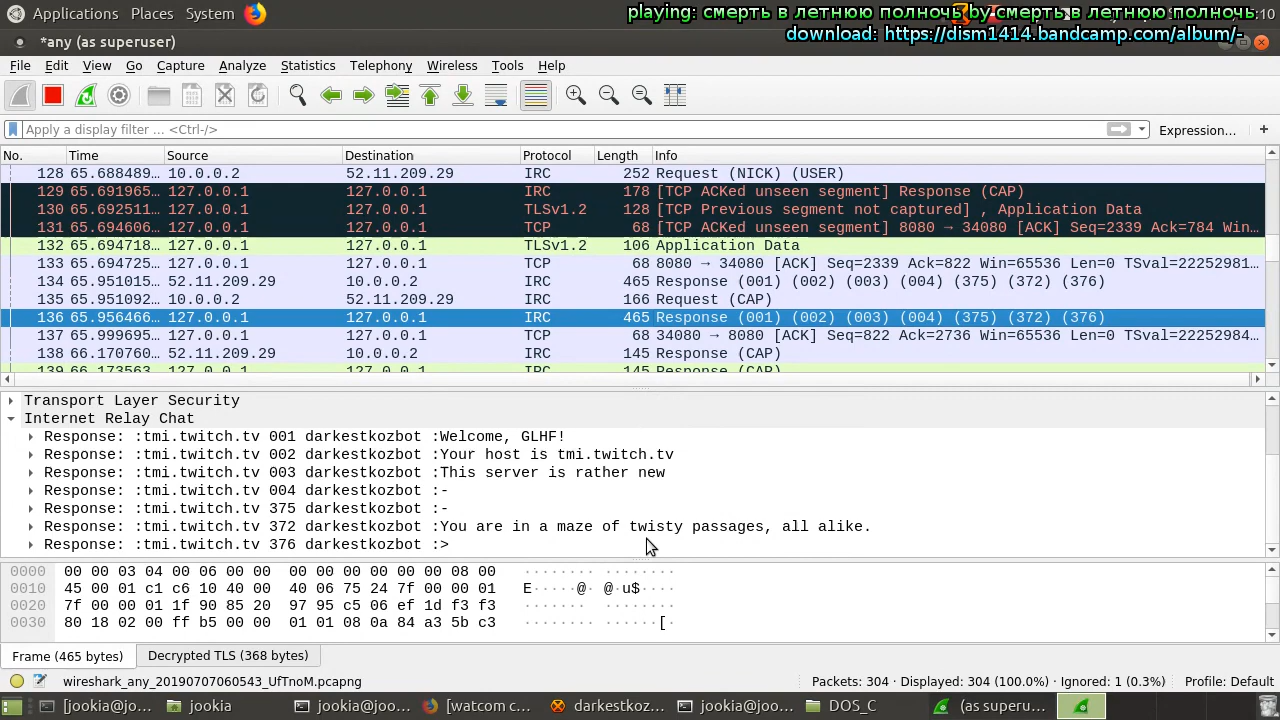 Applications Places System
playing: смерть в летнюю полночь by смерть в летнюю полночь
:10
download: https://dism1414.bandcamp.com/album/-
*any (as superuser)
File Edit View Go Capture Analyze Statistics Telephony Wireless Tools Help
Apply a display filter … <Ctrl-/>
Expression… +
No. Time Source Destination Protocol Length Info
128 65.688489… 10.0.0.2 52.11.209.29 IRC 252 Request (NICK) (USER)
129 65.691965… 127.0.0.1 127.0.0.1 IRC 178 [TCP ACKed unseen segment] Response (CAP)
130 65.692511… 127.0.0.1 127.0.0.1 TLSv1.2 128 [TCP Previous segment not captured] , Application Data
131 65.694606… 127.0.0.1 127.0.0.1 TCP 68 [TCP ACKed unseen segment] 8080 → 34080 [ACK] Seq=2339 Ack=784 Win…
132 65.694718… 127.0.0.1 127.0.0.1 TLSv1.2 106 Application Data
133 65.694725… 127.0.0.1 127.0.0.1 TCP 68 8080 → 34080 [ACK] Seq=2339 Ack=822 Win=65536 Len=0 TSval=22252981…
134 65.951015… 52.11.209.29 10.0.0.2 IRC 465 Response (001) (002) (003) (004) (375) (372) (376)
135 65.951092… 10.0.0.2 52.11.209.29 IRC 166 Request (CAP)
136 65.956466… 127.0.0.1 127.0.0.1 IRC 465 Response (001) (002) (003) (004) (375) (372) (376)
137 65.999695… 127.0.0.1 127.0.0.1 TCP 68 34080 → 8080 [ACK] Seq=822 Ack=2736 Win=65536 Len=0 TSval=22252984…
138 66.170760… 52.11.209.29 10.0.0.2 IRC 145 Response (CAP)
139 66.173563… 127.0.0.1 127.0.0.1 IRC 145 Response (CAP)
Transport Layer Security
Internet Relay Chat
Response: :tmi.twitch.tv 001 darkestkozbot :Welcome, GLHF!
Response: :tmi.twitch.tv 002 darkestkozbot :Your host is tmi.twitch.tv
Response: :tmi.twitch.tv 003 darkestkozbot :This server is rather new
Response: :tmi.twitch.tv 004 darkestkozbot :-
Response: :tmi.twitch.tv 375 darkestkozbot :-
Response: :tmi.twitch.tv 372 darkestkozbot :You are in a maze of twisty passages, all alike.
Response: :tmi.twitch.tv 376 darkestkozbot :>
0000 00 00 03 04 00 06 00 00 00 00 00 00 00 00 08 00 ········ ········
0010 45 00 01 c1 c6 10 40 00 40 06 75 24 7f 00 00 01 E·····@· @·u$····
0020 7f 00 00 01 1f 90 85 20 97 95 c5 06 ef 1d f3 f3 ······· ········
0030 80 18 02 00 ff b5 00 00 01 01 08 0a 84 a3 5b c3 ········ ······[·
Frame (465 bytes) Decrypted TLS (368 bytes)
wireshark_any_20190707060543_UfTnoM.pcapng Packets: 304 · Displayed: 304 (100.0%) · Ignored: 1 (0.3%) Profile: Default
[jookia@jo… jookia jookia@joo… [watcom c… darkestkoz… jookia@joo… DOS_C (as superu…